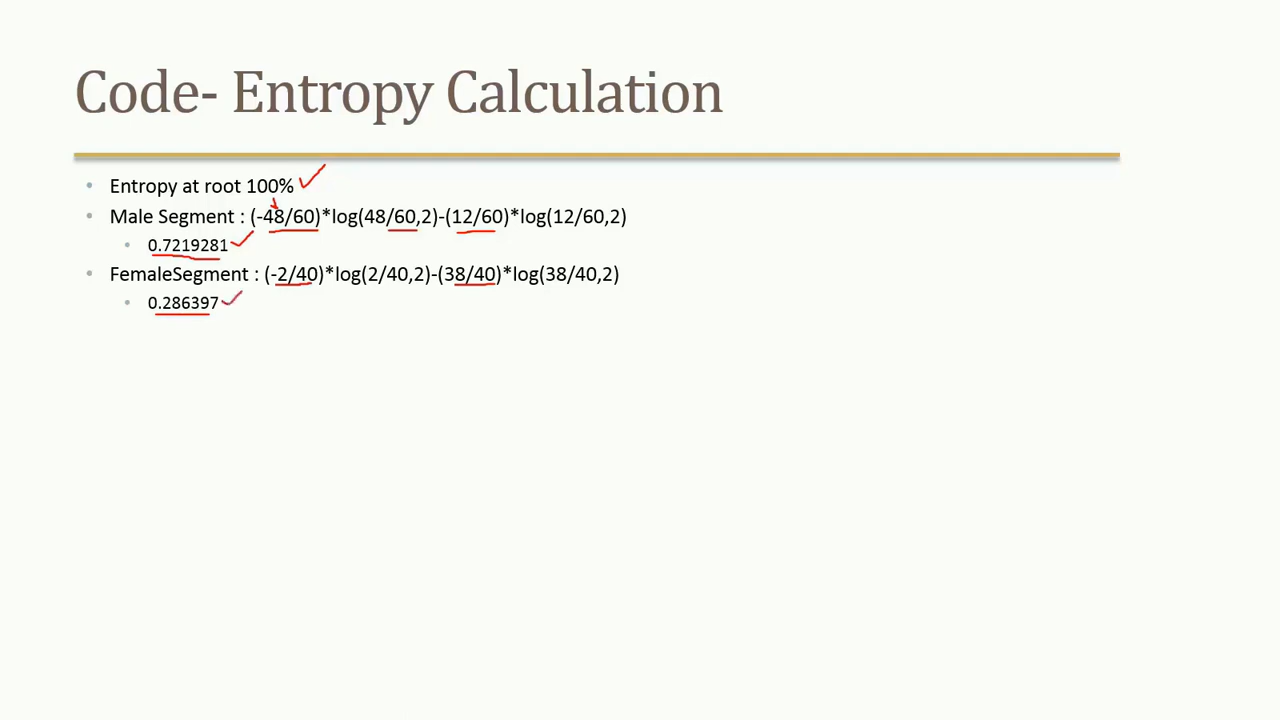 Code- Entropy Calculation
• Entropy at root 100%
• Male Segment : (-48/60)*log(48/60,2)-(12/60)*log(12/60,2)
• 0.7219281
• FemaleSegment : (-2/40)*log(2/40,2)-(38/40)*log(38/40,2)
• 0.286397